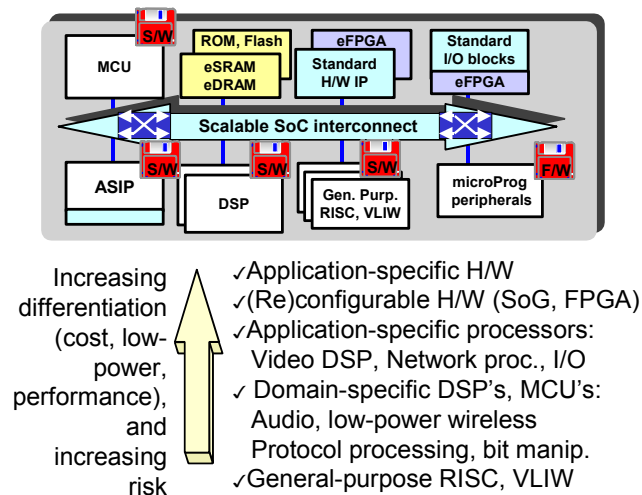 S/W
MCU
ROM, Flash
eSRAM
eDRAM
eFPGA
Standard
H/W IP
Standard
I/O blocks
eFPGA
Scalable SoC interconnect
S/W
ASIP
S/W
DSP
S/W
Gen. Purp.
RISC, VLIW
F/W
microProg
peripherals
Increasing
differentiation
(cost, low-
power,
performance),
and
increasing
risk
✓Application-specific H/W
✓(Re)configurable H/W (SoG, FPGA)
✓Application-specific processors:
Video DSP, Network proc., I/O
✓ Domain-specific DSP's, MCU's:
Audio, low-power wireless
Protocol processing, bit manip.
✓General-purpose RISC, VLIW